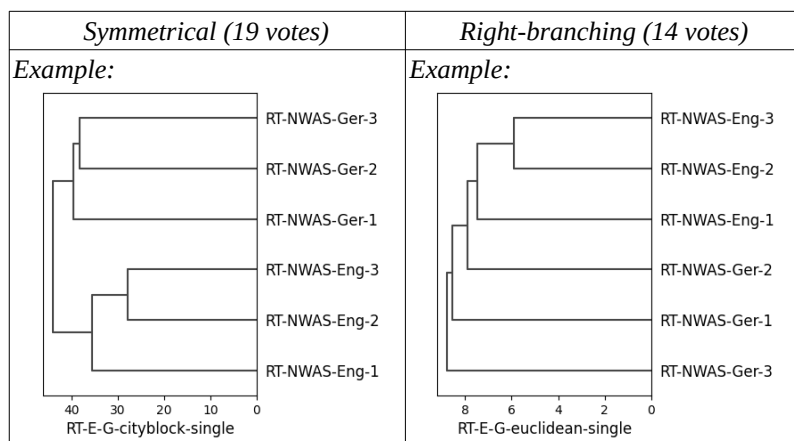 Symmetrical (19 votes)
Right-branching (14 votes)
Example:
RT-NWAS-Ger-3
RT-NWAS-Ger-2
RT-NWAS-Ger-1
RT-NWAS-Eng-3
RT-NWAS-Eng-2
RT-NWAS-Eng-1
40 30 20 10 0
RT-E-G-cityblock-single
Example:
RT-NWAS-Eng-3
RT-NWAS-Eng-2
RT-NWAS-Eng-1
RT-NWAS-Ger-2
RT-NWAS-Ger-1
RT-NWAS-Ger-3
8 6 4 2 0
RT-E-G-euclidean-single